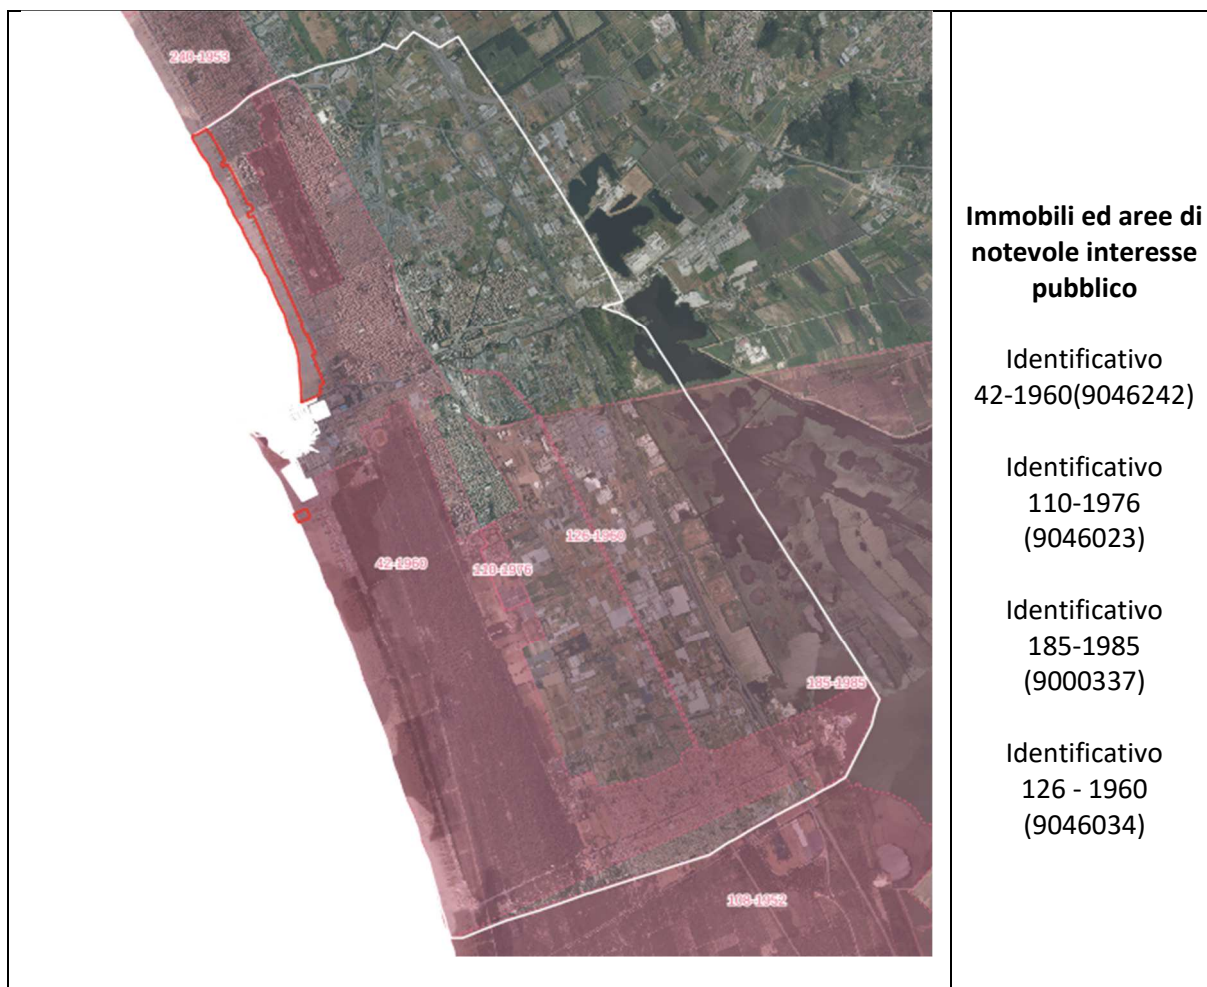 240-1953
42-1960
110-1976
126-1960
185-1985
108-1952
Immobili ed aree di
notevole interesse
pubblico
Identificativo
42-1960(9046242)
Identificativo
110-1976
(9046023)
Identificativo
185-1985
(9000337)
Identificativo
126 - 1960
(9046034)